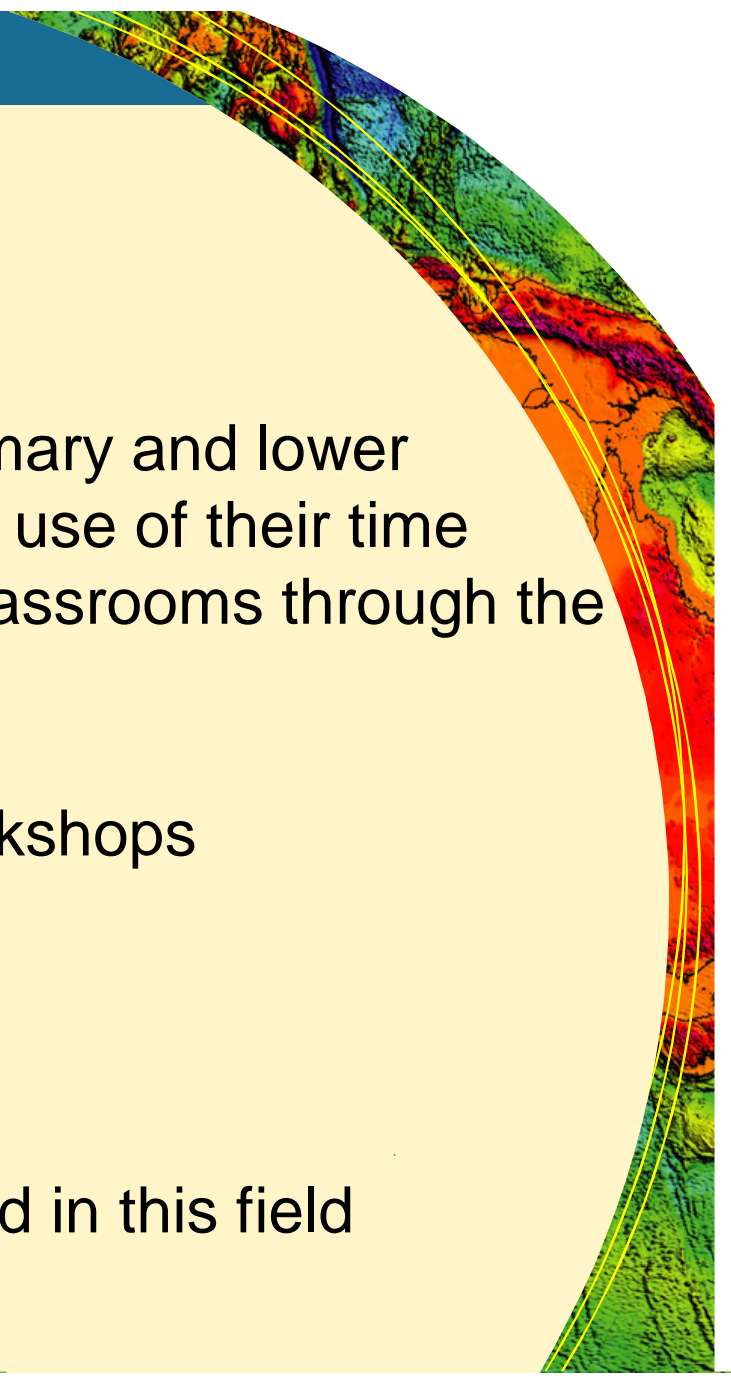 mary and lower
use of their time
assrooms through the
kshops
d in this field